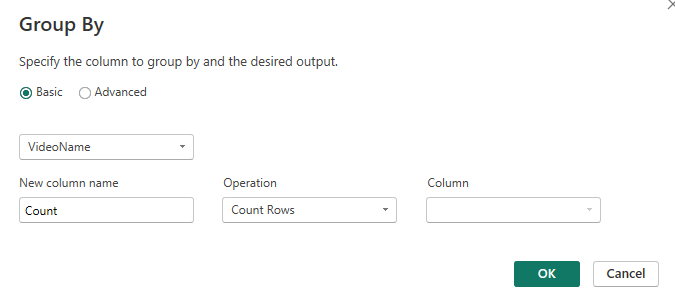 Group By
Specify the column to group by and the desired output.
Basic Advanced
VideoName
New column name Operation Column
Count Count Rows
OK Cancel